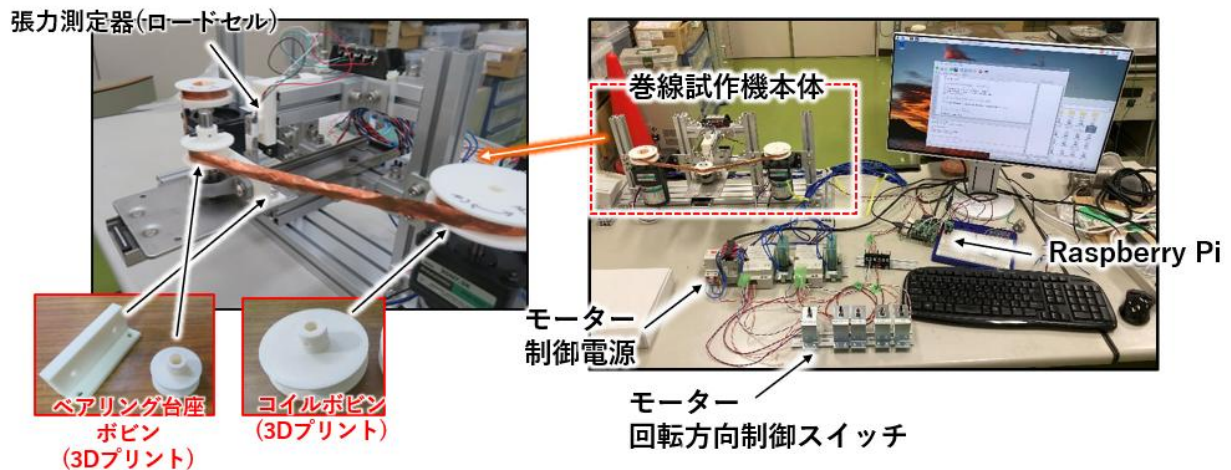 張力測定器(ロードセル)
巻線試作機本体
Raspberry Pi
モーター
制御電源
モーター
回転方向制御スイッチ
ベアリング台座
ボビン
(3Dプリント)
コイルボビン
(3Dプリント)